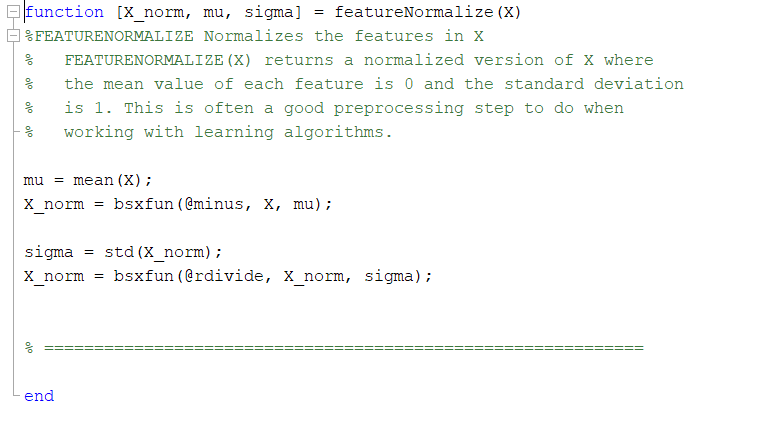 function [X_norm, mu, sigma] = featureNormalize(X)
%FEATURENORMALIZE Normalizes the features in X
%   FEATURENORMALIZE(X) returns a normalized version of X where
%   the mean value of each feature is 0 and the standard deviation
%   is 1. This is often a good preprocessing step to do when
%   working with learning algorithms.
mu = mean(X);
X_norm = bsxfun(@minus, X, mu);
sigma = std(X_norm);
X_norm = bsxfun(@rdivide, X_norm, sigma);
% ============================================================
end